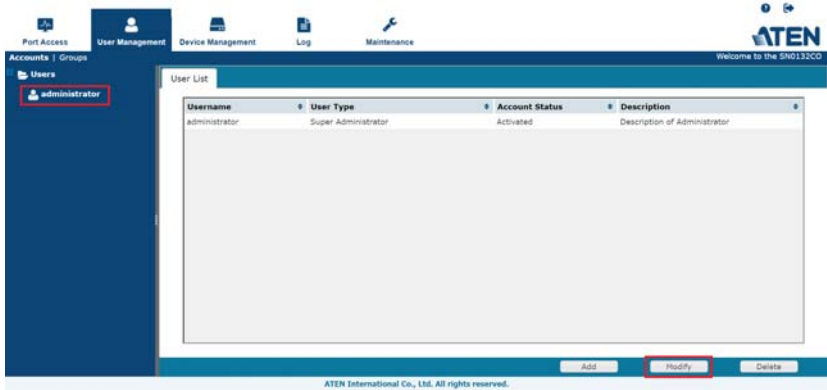 Port Access
User Management
Device Management
Log
Maintenance
ATEN
Accounts | Groups
Welcome to the SN0132CO
Users
administrator
User List
Username User Type Account Status Description
administrator Super Administrator Activated Description of Administrator
Add Modify Delete
ATEN International Co., Ltd. All rights reserved.